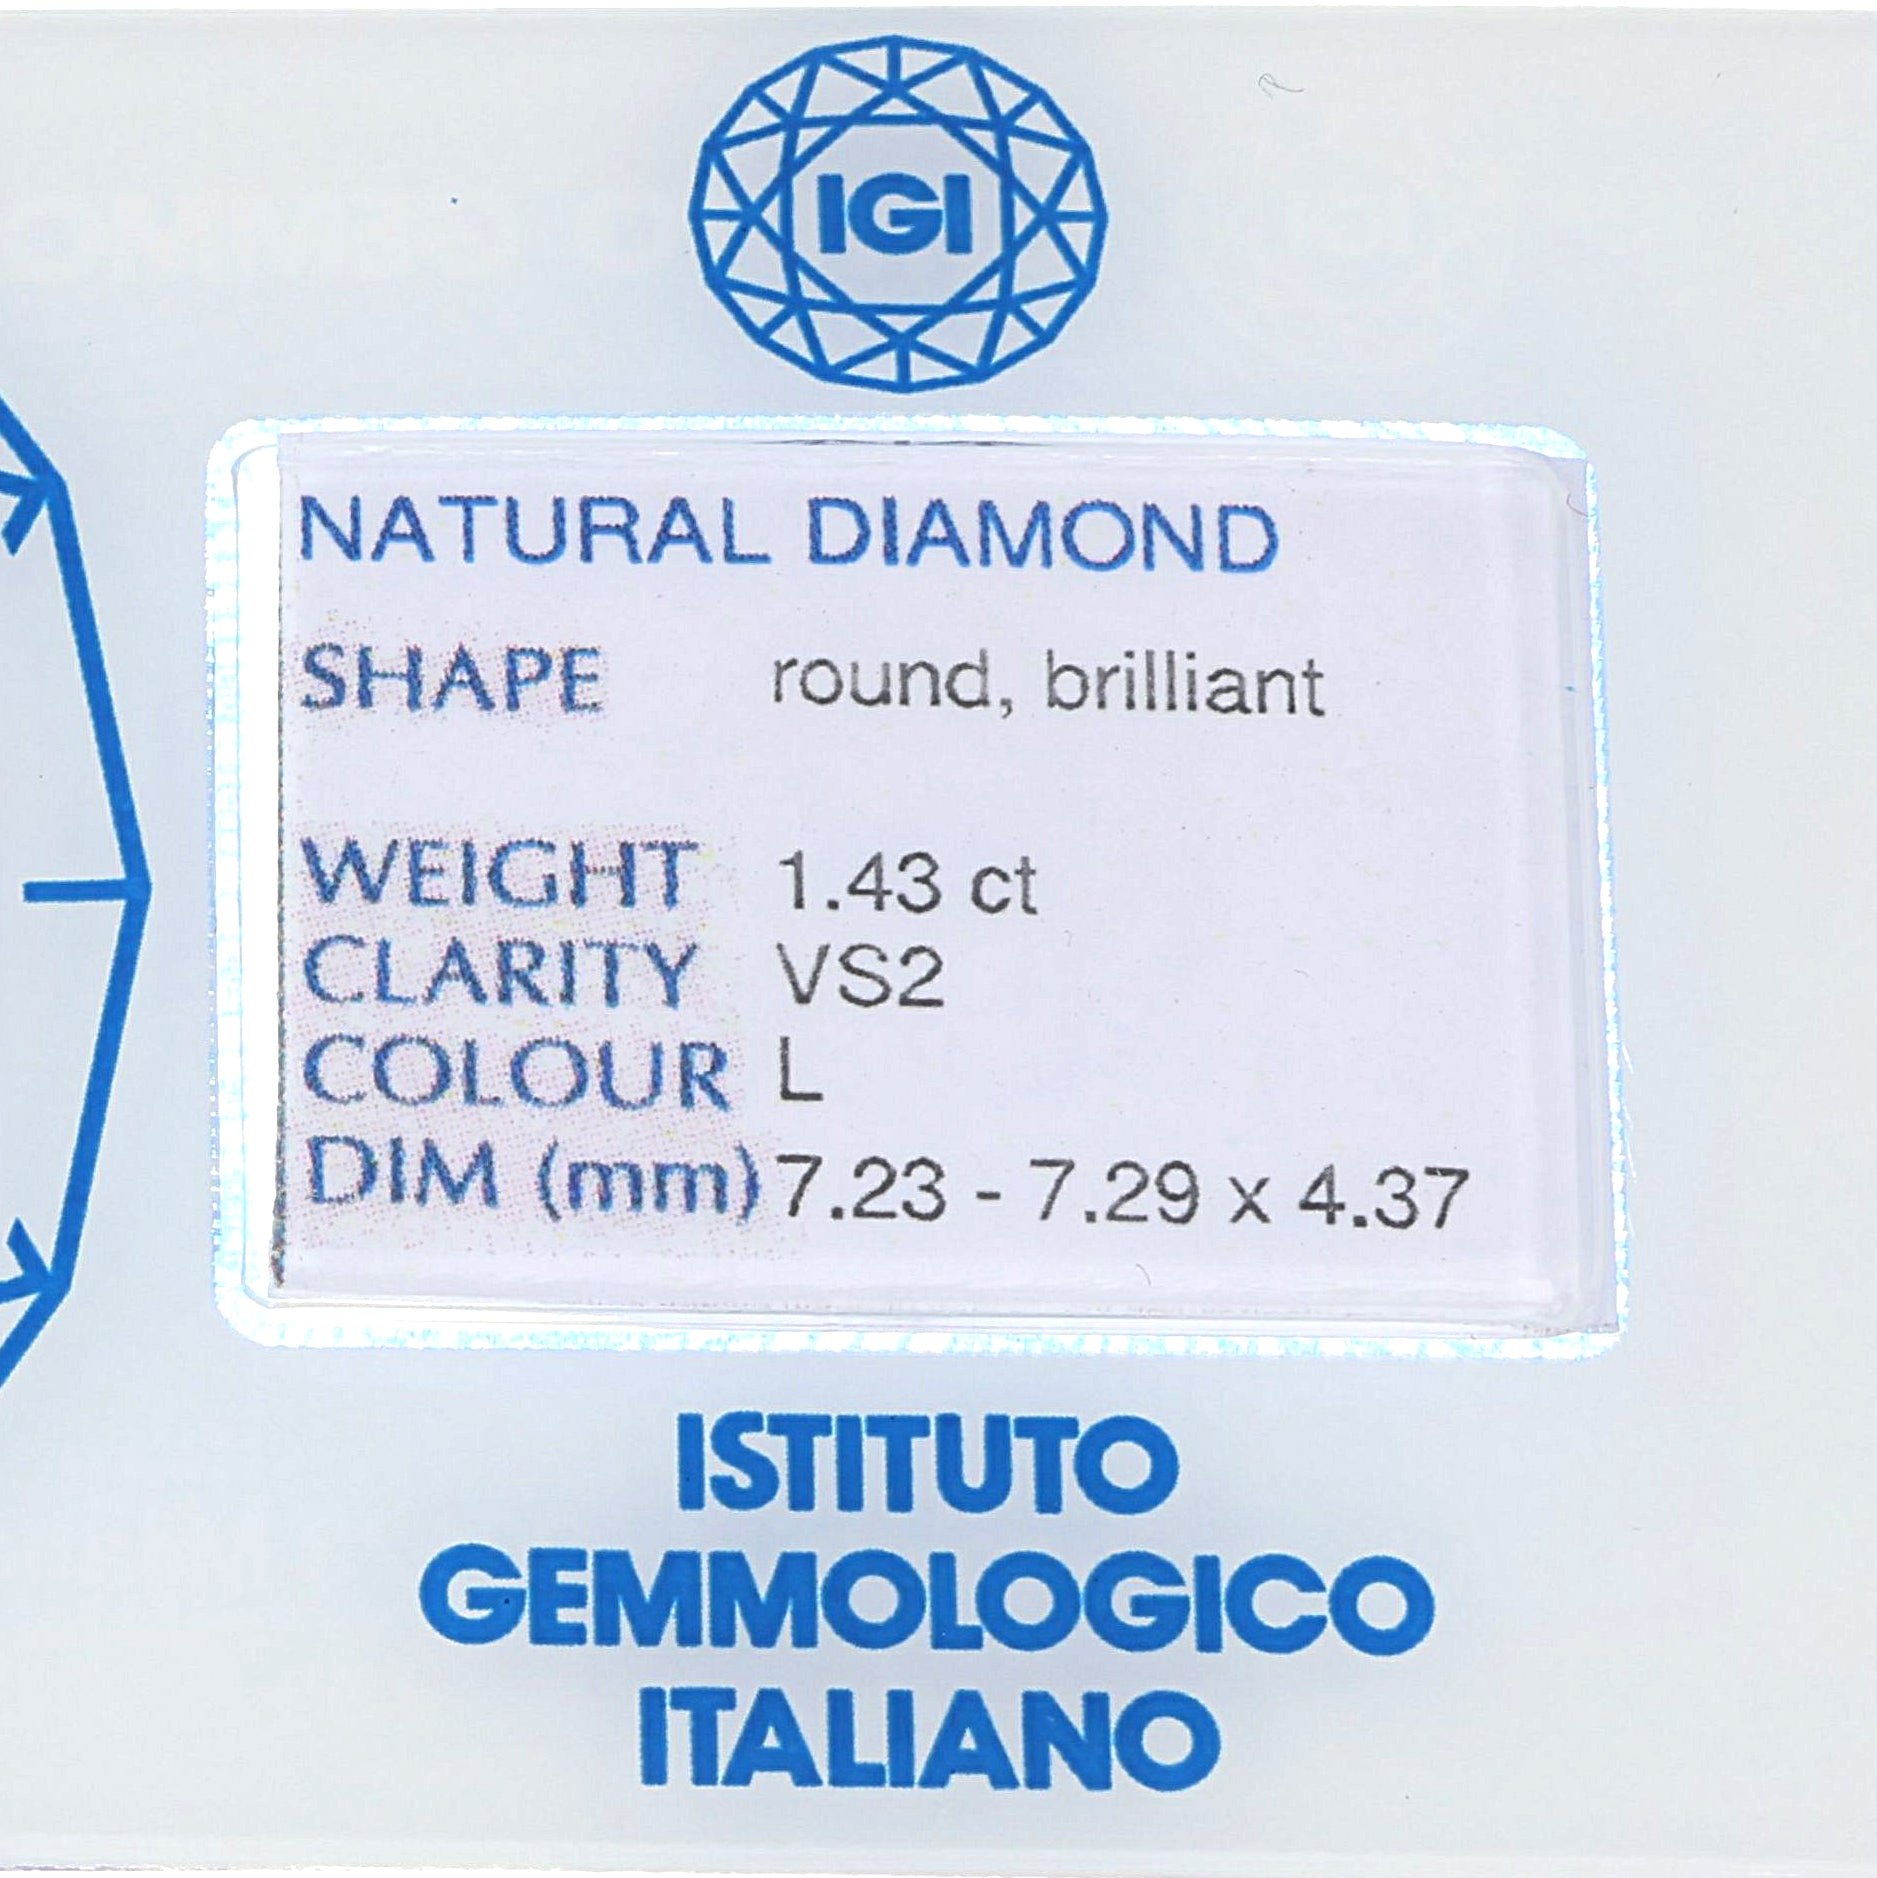 IGI
NATURAL DIAMOND
SHAPE round, brilliant
WEIGHT 1.43 ct
CLARITY VS2
COLOUR L
DIM (mm) 7.23 - 7.29 x 4.37
ISTITUTO
GEMMOLOGICO
ITALIANO